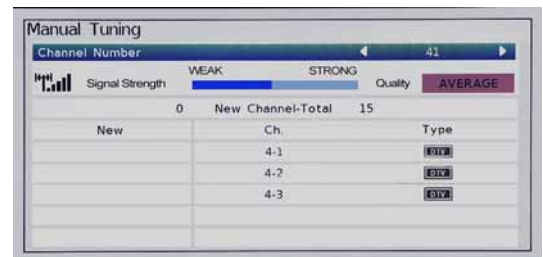 Manual Tuning
Channel Number 41
WEAK STRONG
Signal Strength Quality AVERAGE
0 New Channel-Total 15
New Ch. Type
4-1 DTV
4-2 DTV
4-3 DTV